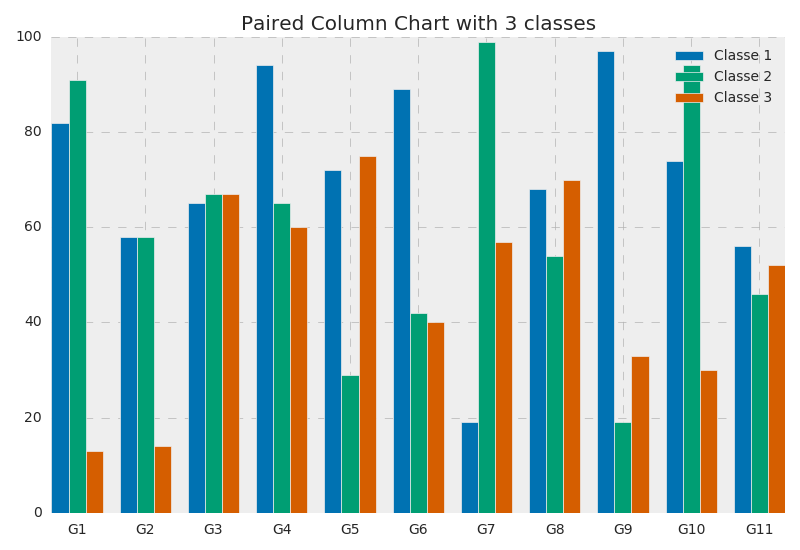 Paired Column Chart with 3 classes
100
80
60
40
20
0
Classe 1
Classe 2
Classe 3
G1 G2 G3 G4 G5 G6 G7 G8 G9 G10 G11